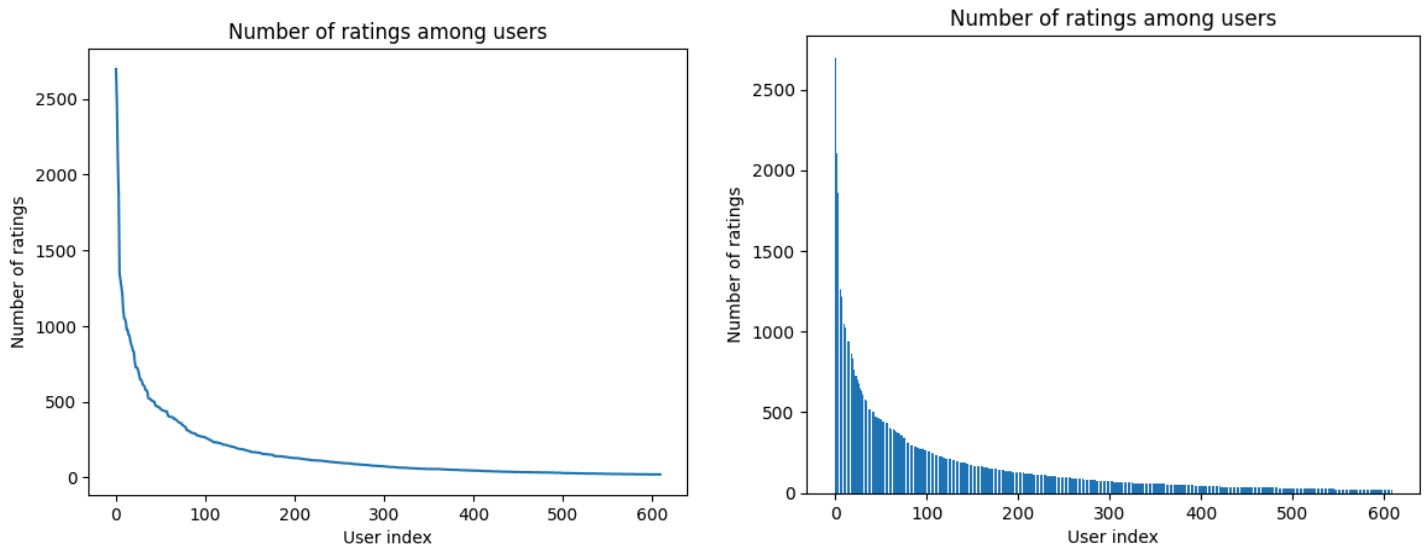 Number of ratings among users
Number of ratings
2500
2000
1500
1000
500
0
0 100 200 300 400 500 600
User index
Number of ratings among users
Number of ratings
2500
2000
1500
1000
500
0
0 100 200 300 400 500 600
User index